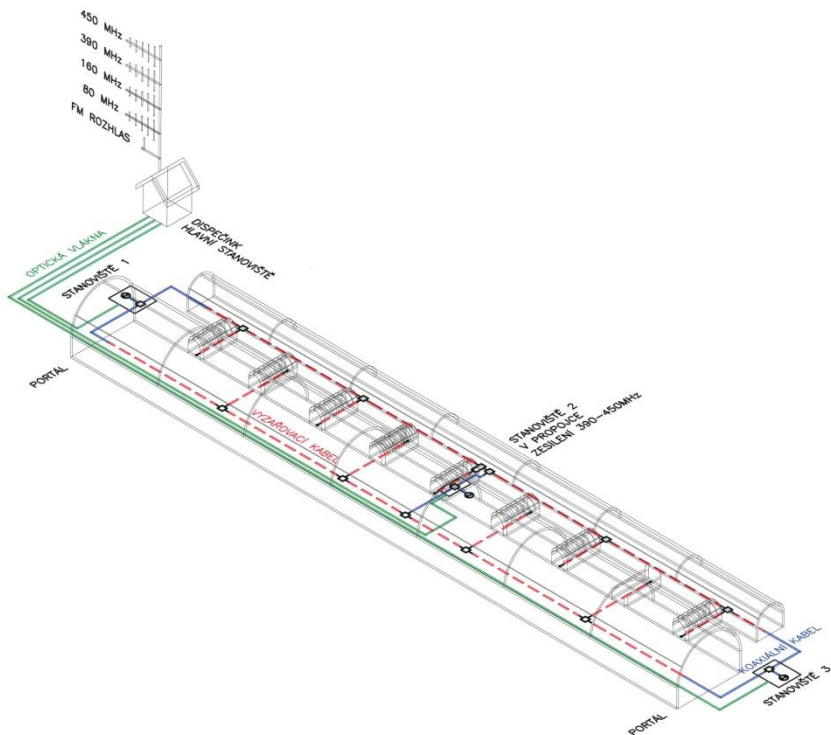 450 MHz
390 MHz
160 MHz
80 MHz
FM ROZHLAS
DISPEČINK
HLAVNÍ STANOVIŠTĚ
OPTICKÁ VLÁKNA
STANOVIŠTĚ 1
PORTÁL
VYZAŘOVACÍ KABEL
STANOVIŠTĚ 2
V PROPOJCE
ZESÍLENÍ 390-450MHz
KOAXIÁLNÍ KABEL
STANOVIŠTĚ 3
PORTÁL